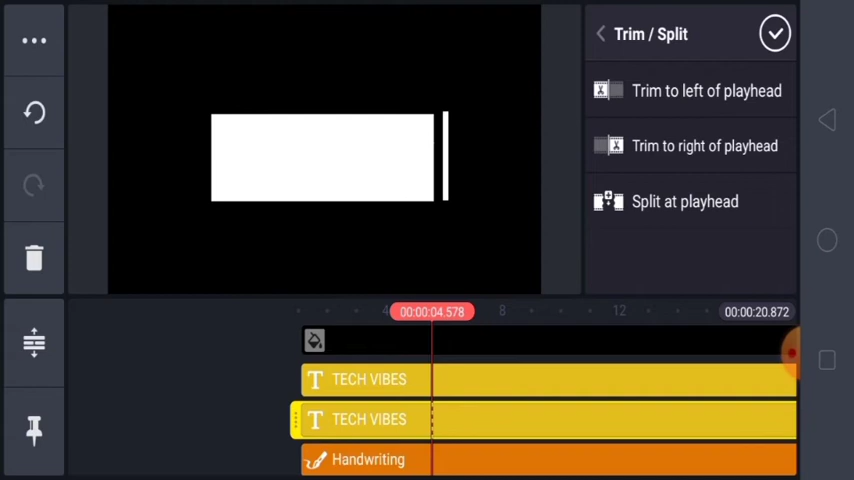 Trim / Split
Trim to left of playhead
Trim to right of playhead
Split at playhead
4
00:00:04.578
8
12
00:00:20.872
T TECH VIBES
T TECH VIBES
Handwriting